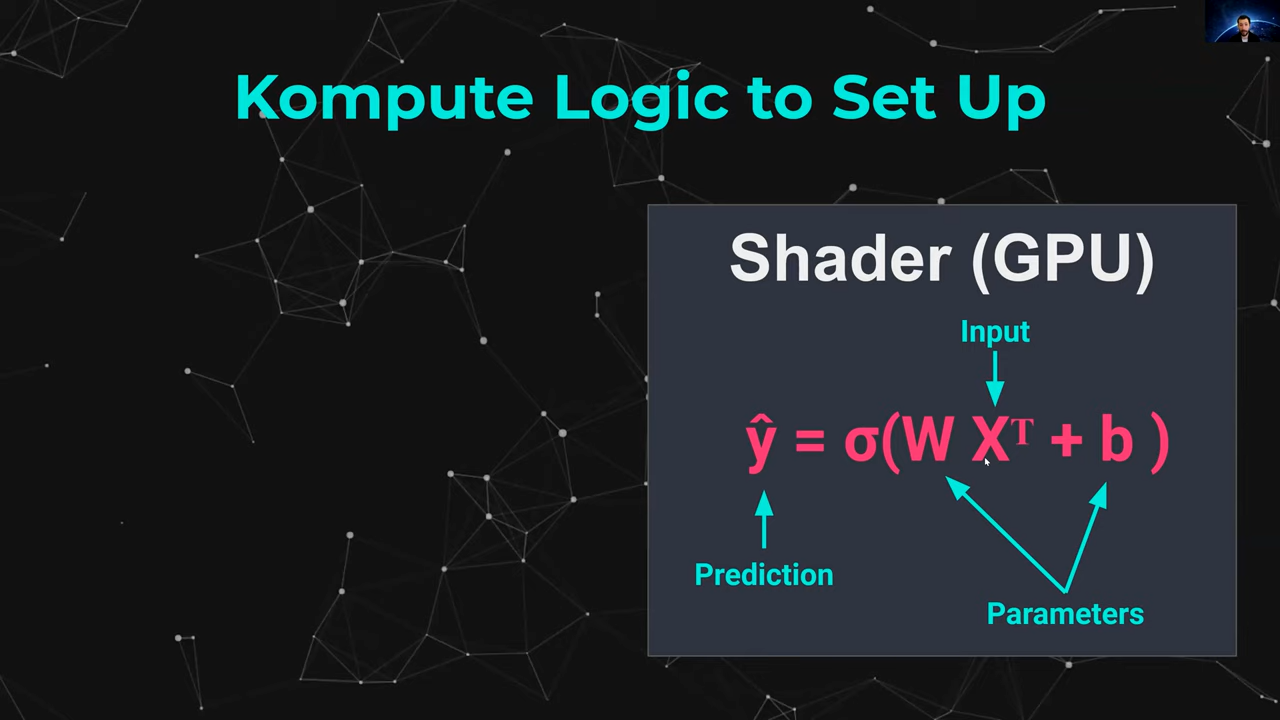 Kompute Logic to Set Up
Shader (GPU)
Input
ŷ = σ(W Xᵀ + b )
Prediction
Parameters